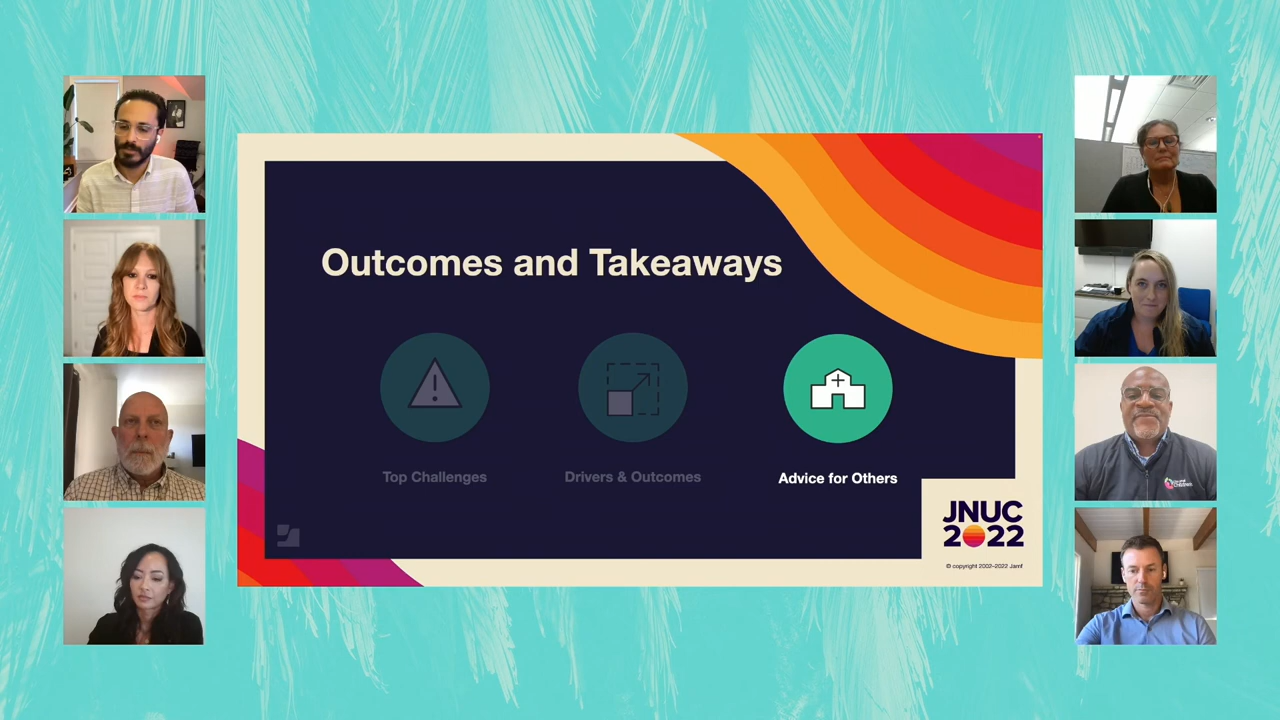 Outcomes and Takeaways
Top Challenges
Drivers & Outcomes
Advice for Others
JNUC
2022
© copyright 2002–2022 Jamf